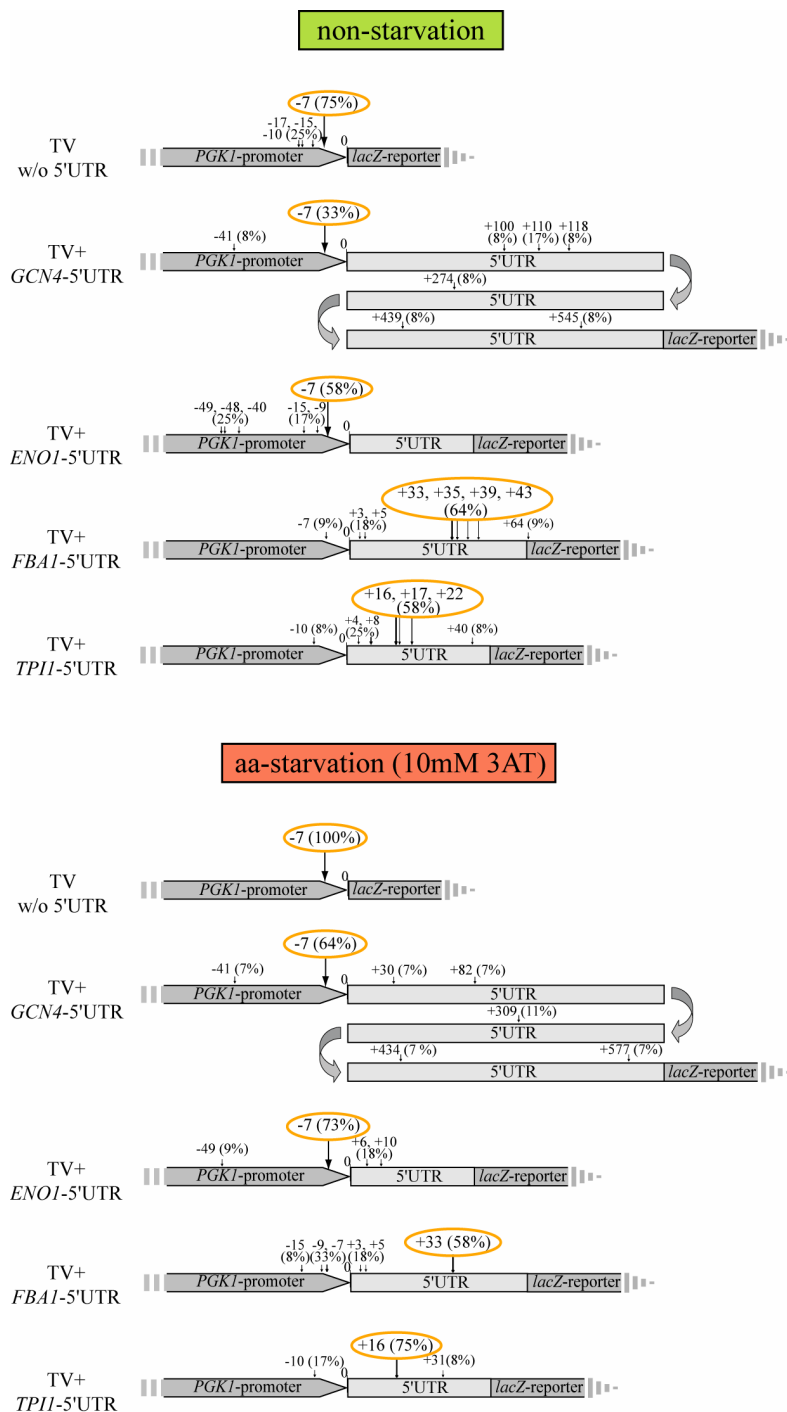 non-starvation
-7 (75%)
-17, -15,
-10 (25%)
0
TV
w/o 5'UTR
PGK1-promoter
lacZ-reporter
-7 (33%)
-41 (8%)
0
+100
(8%)
+110
(17%)
+118
(8%)
TV+
GCN4-5'UTR
PGK1-promoter
5'UTR
+274 (8%)
5'UTR
+439 (8%)
+545 (8%)
5'UTR
lacZ-reporter
-7 (58%)
-49, -48, -40
(25%)
-15, -9
(17%)
0
TV+
ENO1-5'UTR
PGK1-promoter
5'UTR
lacZ-reporter
+33, +35, +39, +43
(64%)
-7 (9%)
0
+3, +5
(18%)
+64 (9%)
TV+
FBA1-5'UTR
PGK1-promoter
5'UTR
lacZ-reporter
+16, +17, +22
(58%)
-10 (8%)
0
+4, +8
(25%)
+40 (8%)
TV+
TPI1-5'UTR
PGK1-promoter
5'UTR
lacZ-reporter
aa-starvation (10mM 3AT)
-7 (100%)
0
TV
w/o 5'UTR
PGK1-promoter
lacZ-reporter
-7 (64%)
-41 (7%)
0
+30 (7%)
+82 (7%)
TV+
GCN4-5'UTR
PGK1-promoter
5'UTR
+309 (11%)
5'UTR
+434 (7 %)
+577 (7%)
5'UTR
lacZ-reporter
-7 (73%)
-49 (9%)
0
+6, +10
(18%)
TV+
ENO1-5'UTR
PGK1-promoter
5'UTR
lacZ-reporter
+33 (58%)
-15
(8%)
-9, -7
(33%)
0
+3, +5
(18%)
TV+
FBA1-5'UTR
PGK1-promoter
5'UTR
lacZ-reporter
+16 (75%)
-10 (17%)
0
+31(8%)
TV+
TPI1-5'UTR
PGK1-promoter
5'UTR
lacZ-reporter